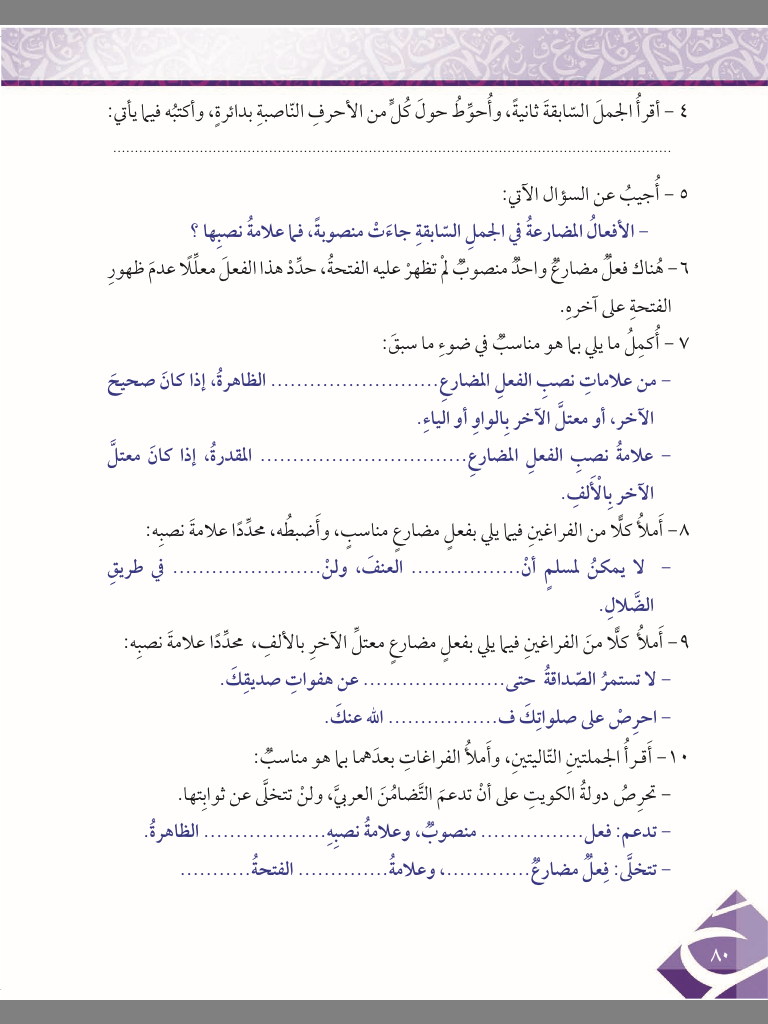 ٤ - أقرأُ الجملَ السّابقةَ ثانيةً، وأُحوِّطُ حولَ كُلٍّ من الأحرفِ النّاصبةِ بدائرةٍ، وأكتبُه فيما يأتي:
........................................................................
٥ - أُجيبُ عن السؤال الآتي:
- الأفعالُ المضارعةُ في الجملِ السّابقةِ جاءَتْ منصوبةً، فما علامةُ نصبِها ؟
٦- هُناك فعلٌ مضارعٌ واحدٌ منصوبٌ لمْ تظهرْ عليه الفتحةُ، حدِّدْ هذا الفعلَ معلِّلًا عدمَ ظهورِ
الفتحةِ على آخرهِ.
٧ - أُكمِلُ ما يلي بما هو مناسبٌ في ضوءِ ما سبقَ:
- من علاماتِ نصبِ الفعلِ المضارعِ.......................... الظاهرةُ، إذا كانَ صحيحَ
الآخر، أو معتلَّ الآخر بِالواوِ أو الياءِ.
- علامةُ نصبِ الفعلِ المضارعِ................................ المقدرةُ، إذا كانَ معتلَّ
الآخر بِالْأَلفِ.
٨- أَملأُ كلًّا من الفراغينِ فيما يلي بفعلٍ مضارعٍ مناسبٍ، وأَضبطُه، محدِّدًا علامةَ نصبِه:
- لا يمكنُ لمسلمٍ أنْ................. العنفَ، ولنْ....................... في طريقِ
الضَّلالِ.
٩- أَملأُ كلًّا منَ الفراغينِ فيما يلي بفعلٍ مضارعٍ معتلِّ الآخرِ بالألفِ، محدِّدًا علامةَ نصبِه:
- لا تستمرُ الصّداقةُ حتى...................... عن هفواتِ صديقِكَ.
- احرِصْ على صلواتِكَ ف................. الله عنكَ.
١٠- أَقرأُ الجملتينِ التّاليتينِ، وأَملأُ الفراغاتِ بعدَهما بما هو مناسبٌ:
- تحرِصُ دولةُ الكويتِ على أنْ تدعمَ التَّضامُنَ العربيَّ، ولنْ تتخلَّى عن ثوابِتها.
- تدعم: فعل................ منصوبٌ، وعلامةُ نصبِهِ................... الظاهرةُ.
- تتخلَّى: فِعلٌ مضارعٌ.............، وعلامةُ.............. الفتحةُ...........
٨٠